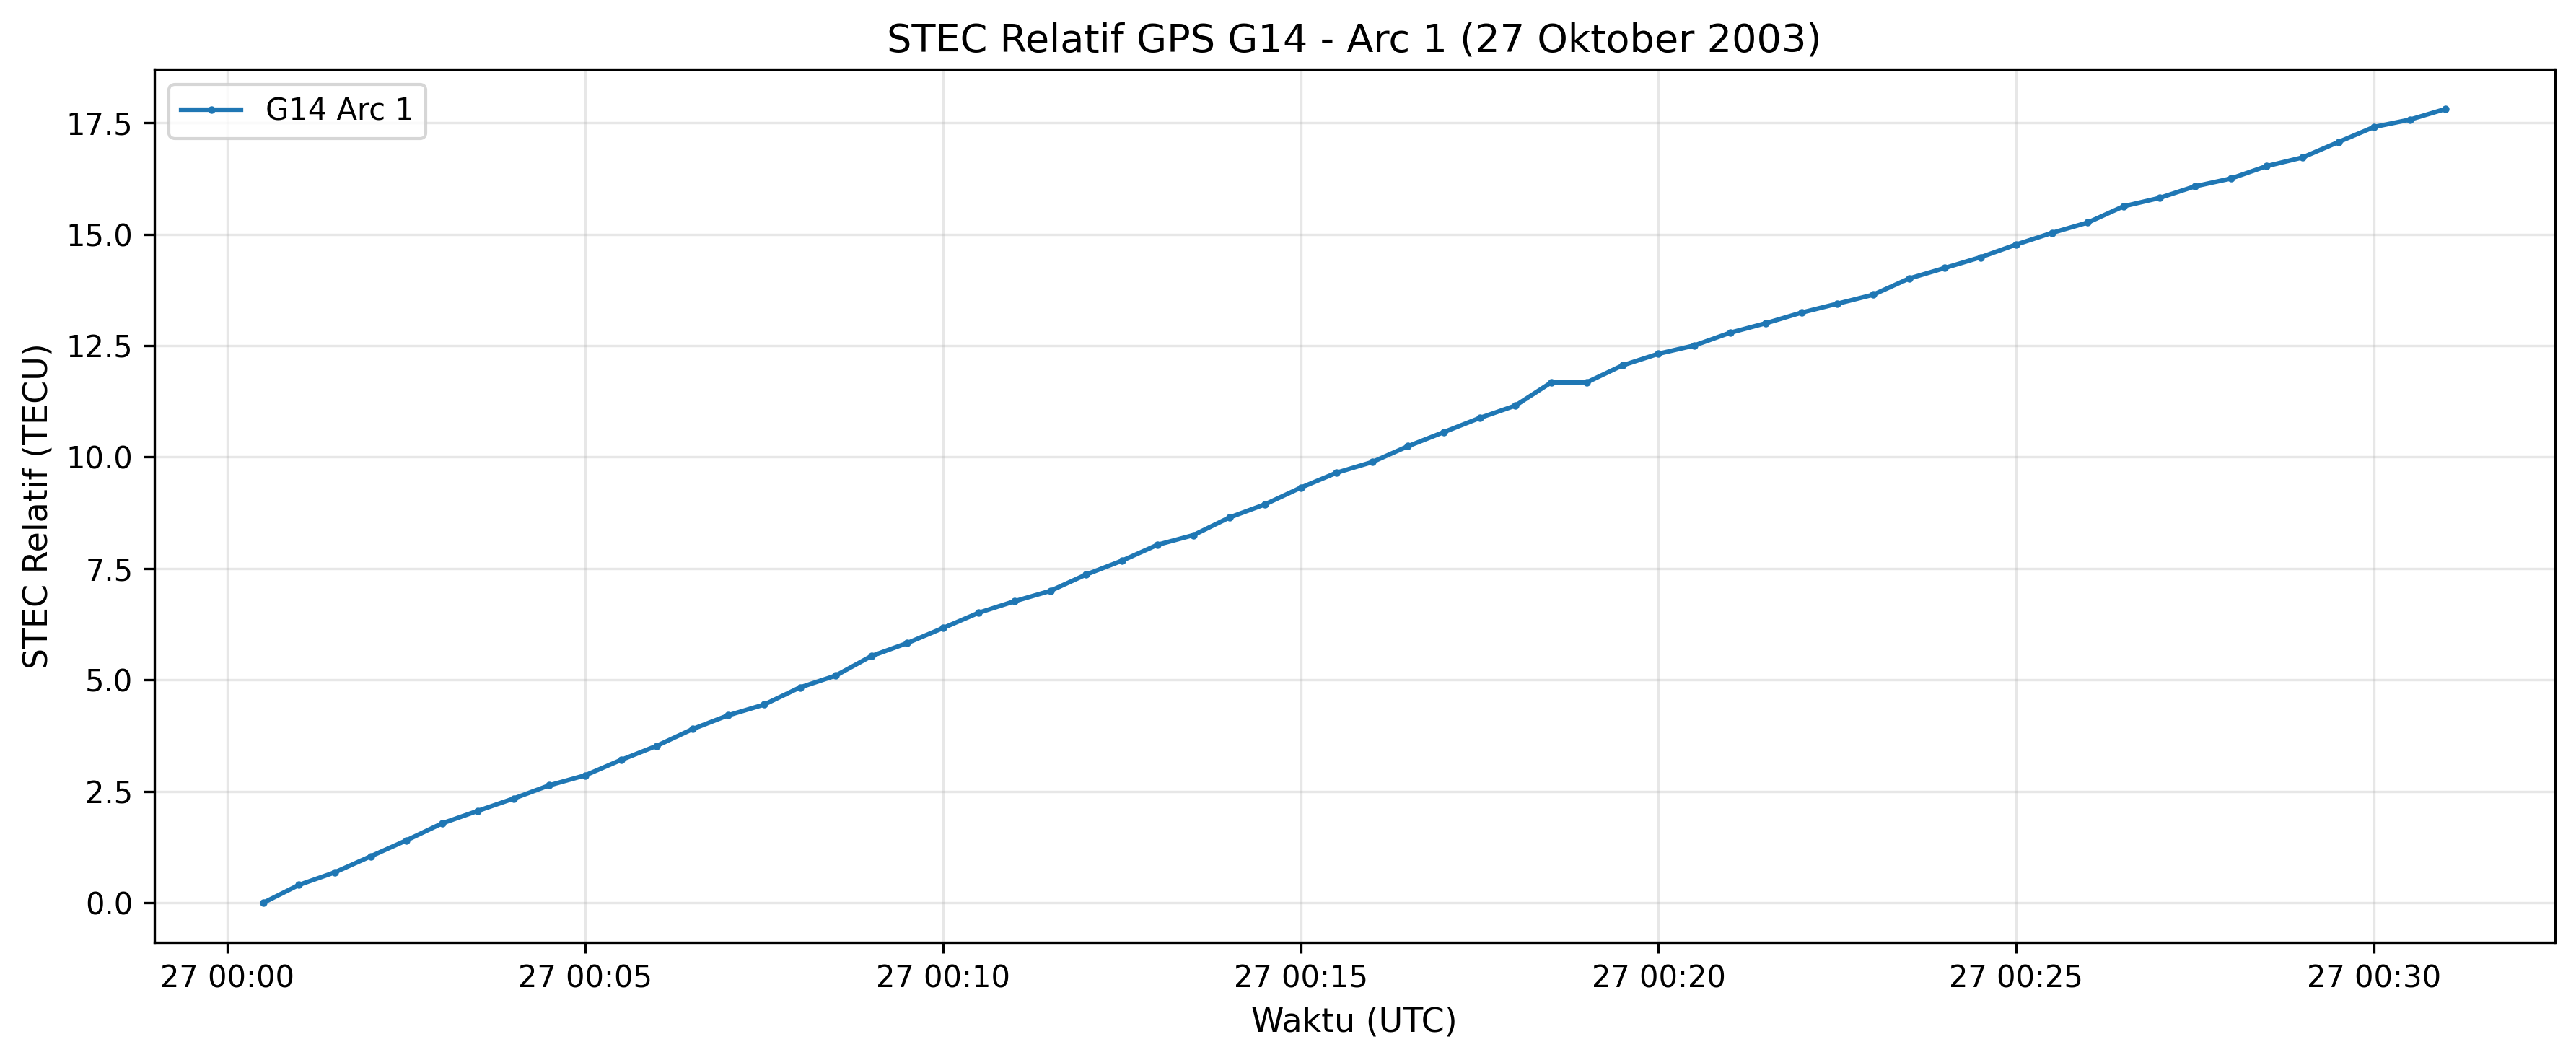 STEC Relatif GPS G14 - Arc 1 (27 Oktober 2003)
G14 Arc 1
STEC Relatif (TECU)
17.5
15.0
12.5
10.0
7.5
5.0
2.5
0.0
27 00:00 27 00:05 27 00:10 27 00:15 27 00:20 27 00:25 27 00:30
Waktu (UTC)